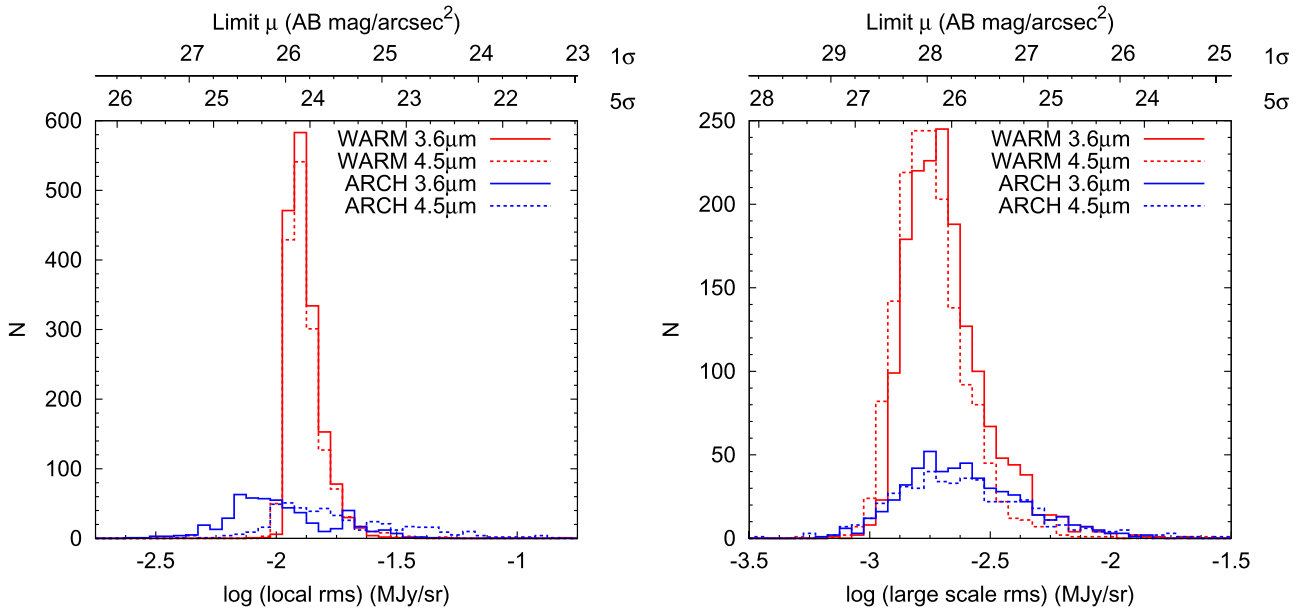 Limit μ (AB mag/arcsec²)
27 26 25 24 23 1σ
26 25 24 23 22 5σ
600
500
400
300
200
100
0
N
WARM 3.6μm
WARM 4.5μm
ARCH 3.6μm
ARCH 4.5μm
-2.5 -2 -1.5 -1
log (local rms) (MJy/sr)
Limit μ (AB mag/arcsec²)
29 28 27 26 25 1σ
28 27 26 25 24 5σ
250
200
150
100
50
0
N
WARM 3.6μm
WARM 4.5μm
ARCH 3.6μm
ARCH 4.5μm
-3.5 -3 -2.5 -2 -1.5
log (large scale rms) (MJy/sr)